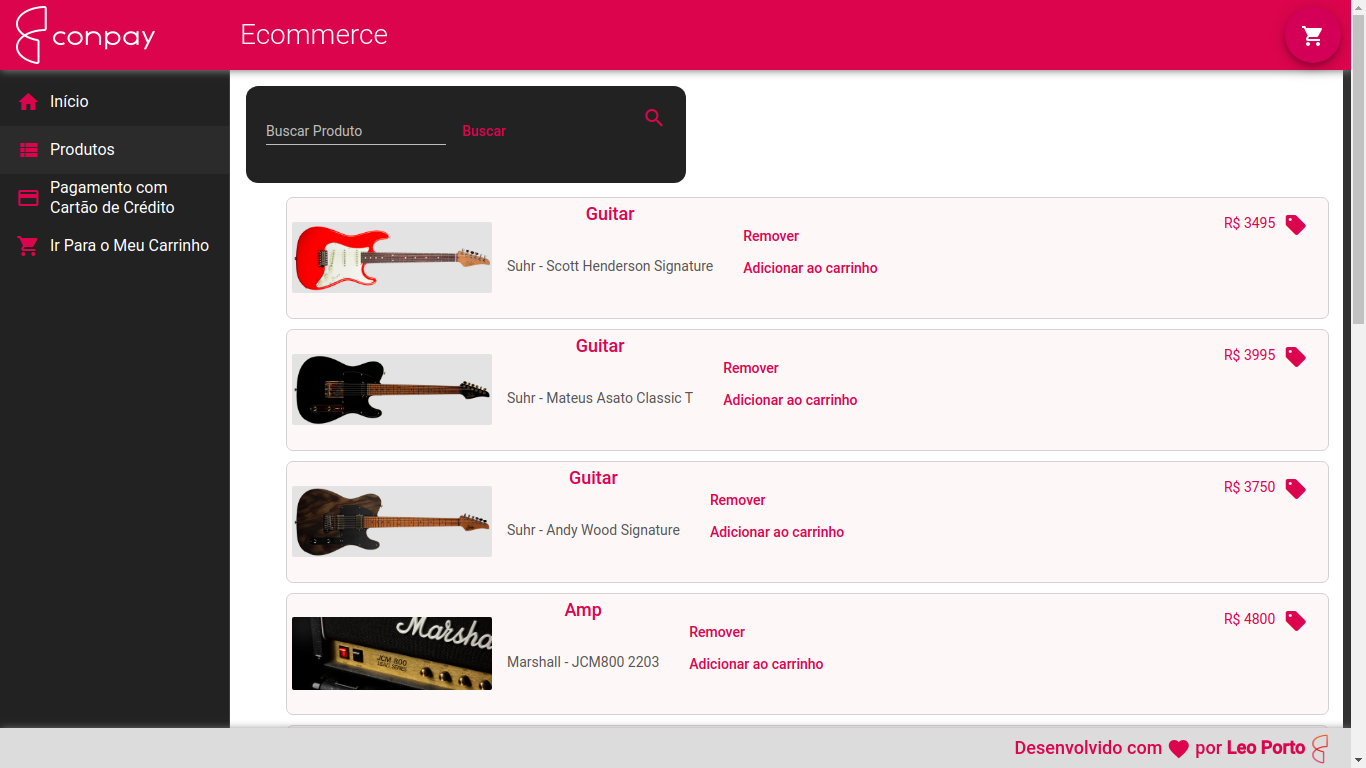 conpay
Ecommerce
Início
Produtos
Pagamento com
Cartão de Crédito
Ir Para o Meu Carrinho
Buscar Produto
Buscar
Guitar
Suhr - Scott Henderson Signature
Remover
Adicionar ao carrinho
R$ 3495
Guitar
Suhr - Mateus Asato Classic T
Remover
Adicionar ao carrinho
R$ 3995
Guitar
Suhr - Andy Wood Signature
Remover
Adicionar ao carrinho
R$ 3750
Amp
Marsha
JCM 800
LEAD SERIES
Marshall - JCM800 2203
Remover
Adicionar ao carrinho
R$ 4800
Desenvolvido com por Leo Porto